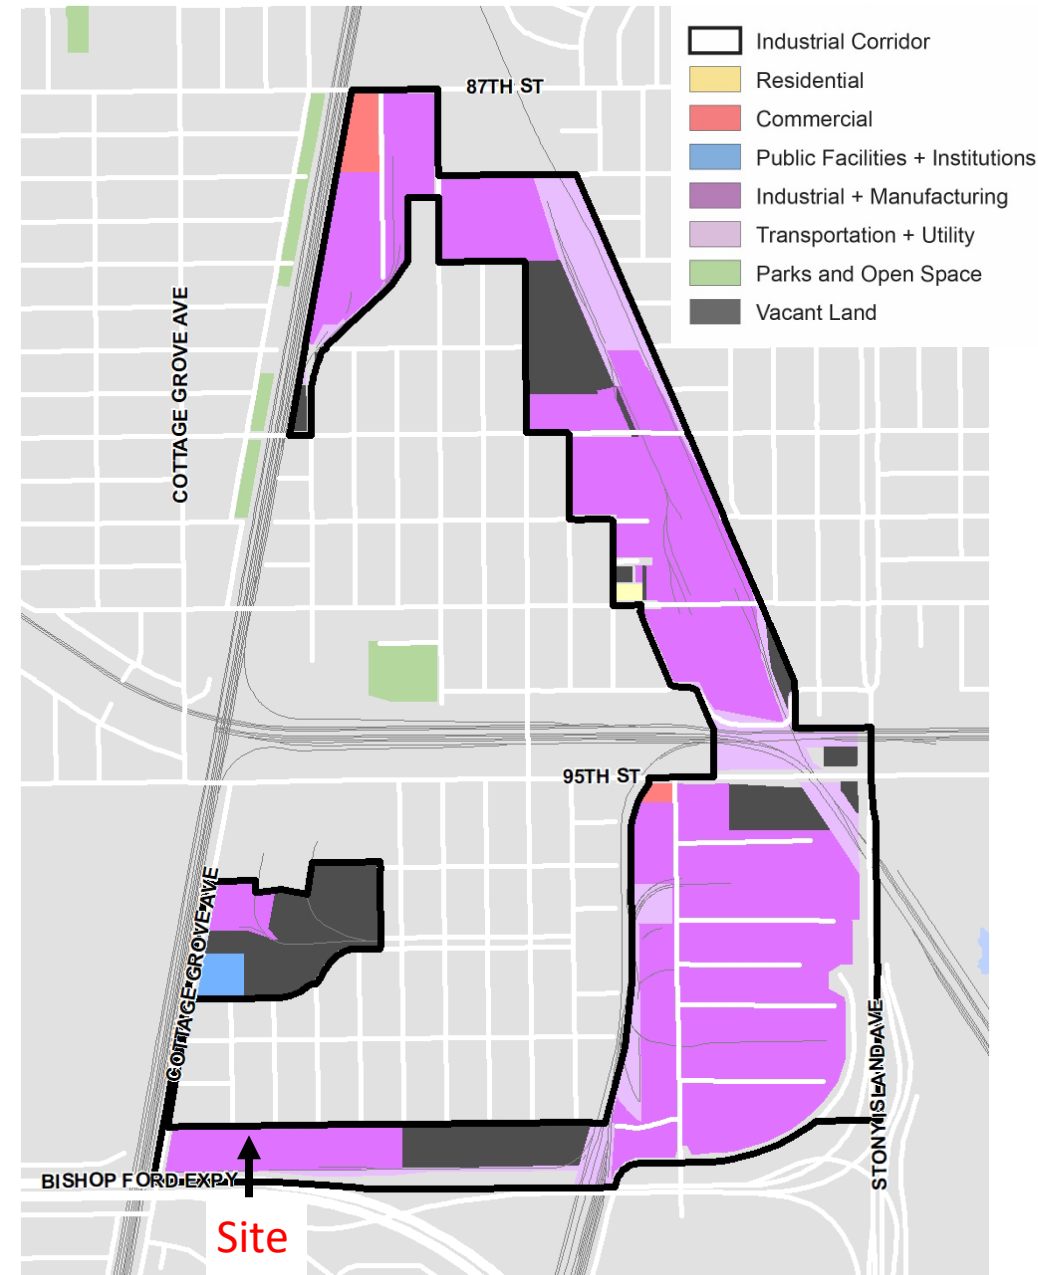 87TH ST
Industrial Corridor
Residential
Commercial
Public Facilities + Institutions
Industrial + Manufacturing
Transportation + Utility
Parks and Open Space
Vacant Land
COTTAGE GROVE AVE
95TH ST
COTTAGE GROVE AVE
STONY ISLAND AVE
BISHOP FORD EXPY
Site